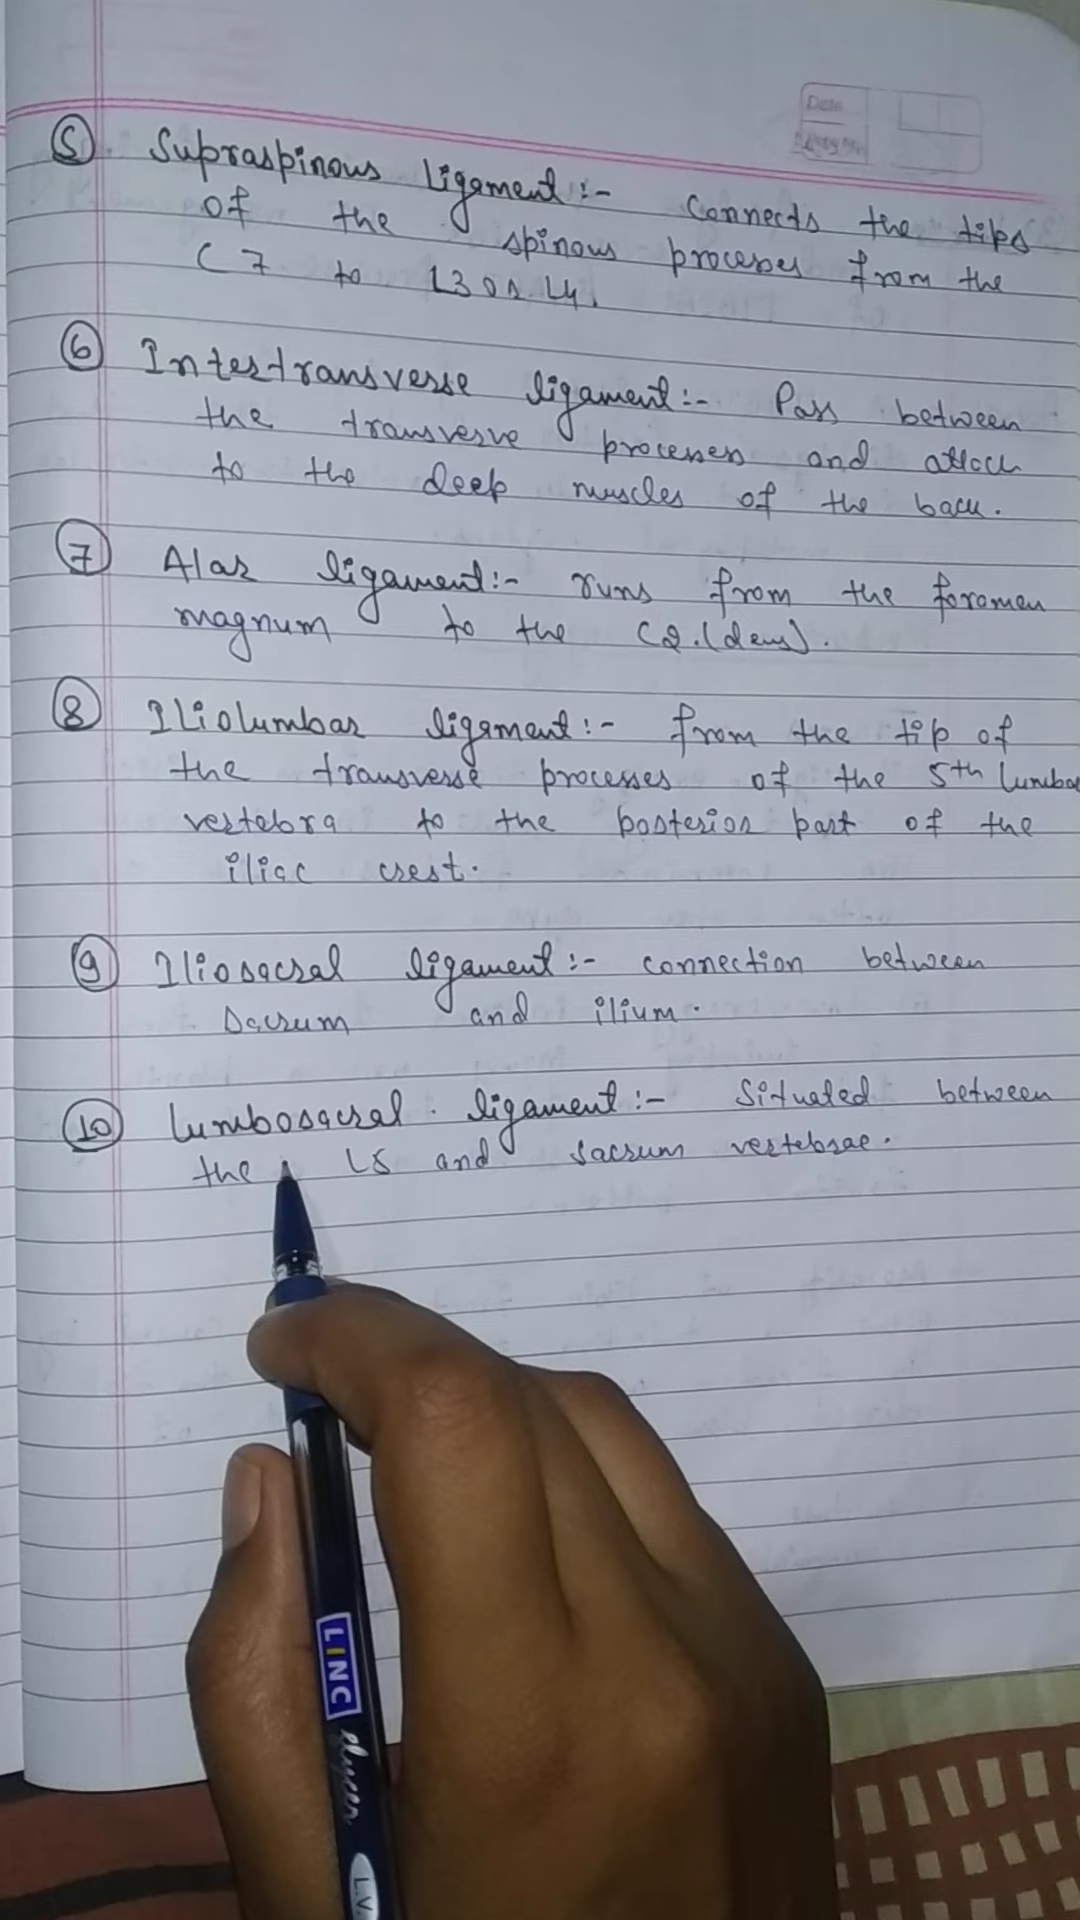 Date
(5) Supraspinous Ligament:- Connects the tips
of the spinous processes from the
C7 to L3 or L4.
(6) Intertransverse ligament:- Pass between
the transverse processes and attach
to the deep muscles of the back.
(7) Alar ligament:- runs from the foramen
magnum to the C2.(dens).
(8) Iliolumbar ligament:- from the tip of
the transverse processes of the 5th lumba
vertebra to the posterior part of the
iliac crest.
(9) Iliosacral ligament:- connection between
sacrum and ilium.
(10) Lumbosacral. ligament:- Situated between
the L5 and sacrum vertebrae.
LINC elycer
L.V.